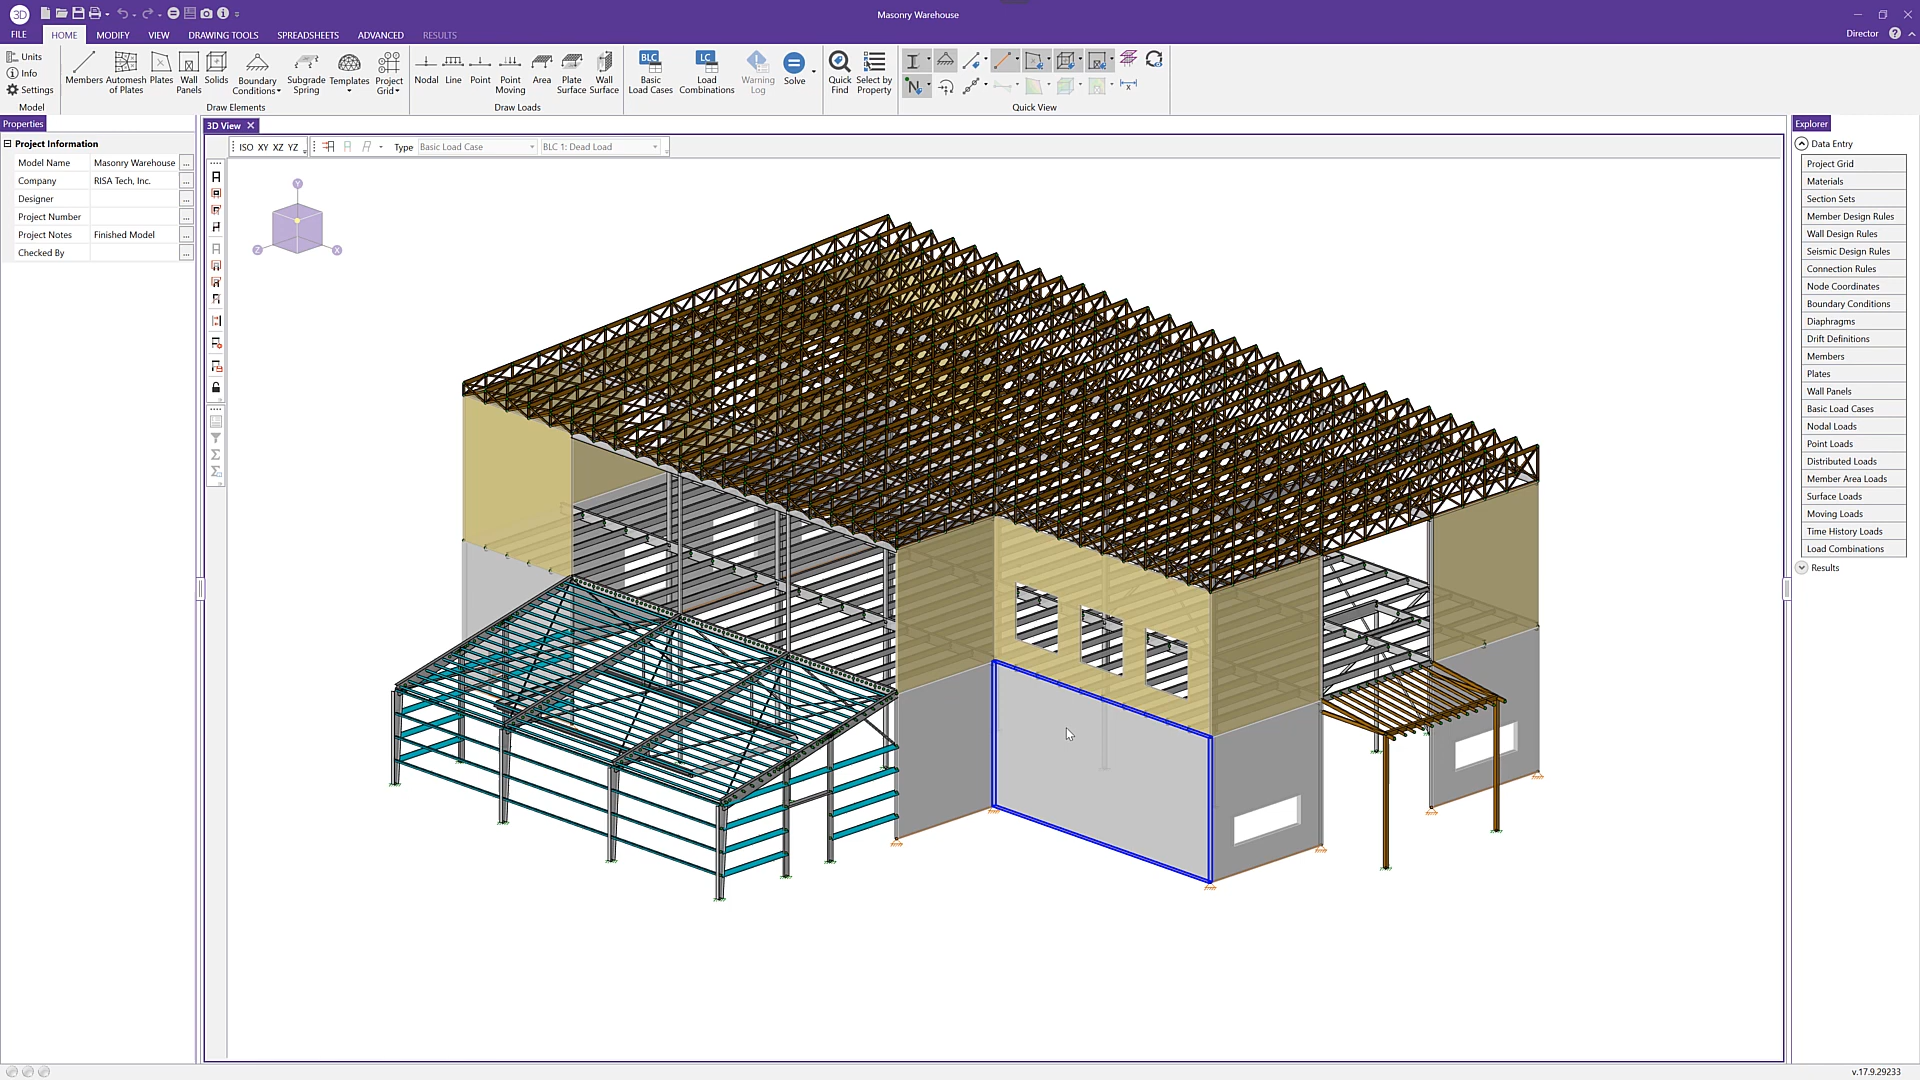 3D
Masonry Warehouse
FILE HOME MODIFY VIEW DRAWING TOOLS SPREADSHEETS ADVANCED RESULTS
Director
Units
Info
Settings
Model
Members
Automesh of Plates
Plates
Wall Panels
Solids
Boundary Conditions
Subgrade Spring
Templates
Project Grid
Draw Elements
Nodal
Line
Point
Point Moving
Area
Plate Surface
Wall Surface
Draw Loads
BLC
Basic Load Cases
LC
Load Combinations
Warning Log
Solve
Quick Find
Select by Property
Quick View
Properties
Project Information
Model Name Masonry Warehouse ...
Company RISA Tech, Inc. ...
Designer ...
Project Number ...
Project Notes Finished Model ...
Checked By ...
3D View
ISO XY XZ YZ
Type Basic Load Case BLC 1: Dead Load
Y
Z
X
Explorer
Data Entry
Project Grid
Materials
Section Sets
Member Design Rules
Wall Design Rules
Seismic Design Rules
Connection Rules
Node Coordinates
Boundary Conditions
Diaphragms
Drift Definitions
Members
Plates
Wall Panels
Basic Load Cases
Nodal Loads
Point Loads
Distributed Loads
Member Area Loads
Surface Loads
Moving Loads
Time History Loads
Load Combinations
Results
v.17.9.29233